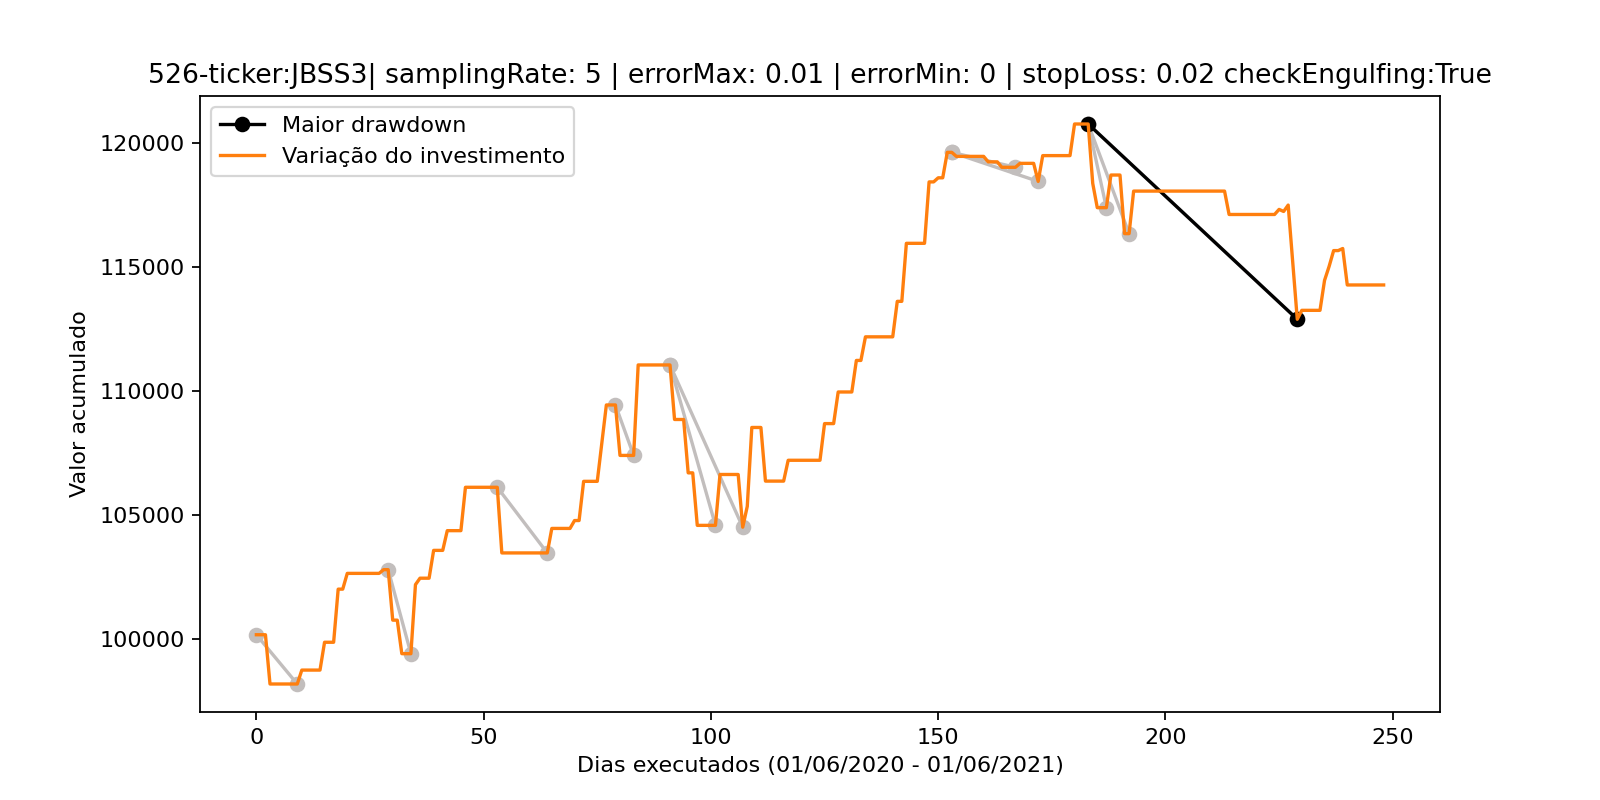 526-ticker:JBSS3| samplingRate: 5 | errorMax: 0.01 | errorMin: 0 | stopLoss: 0.02 checkEngulfing:True
Maior drawdown
Variação do investimento
Valor acumulado
120000
115000
110000
105000
100000
0 50 100 150 200 250
Dias executados (01/06/2020 - 01/06/2021)